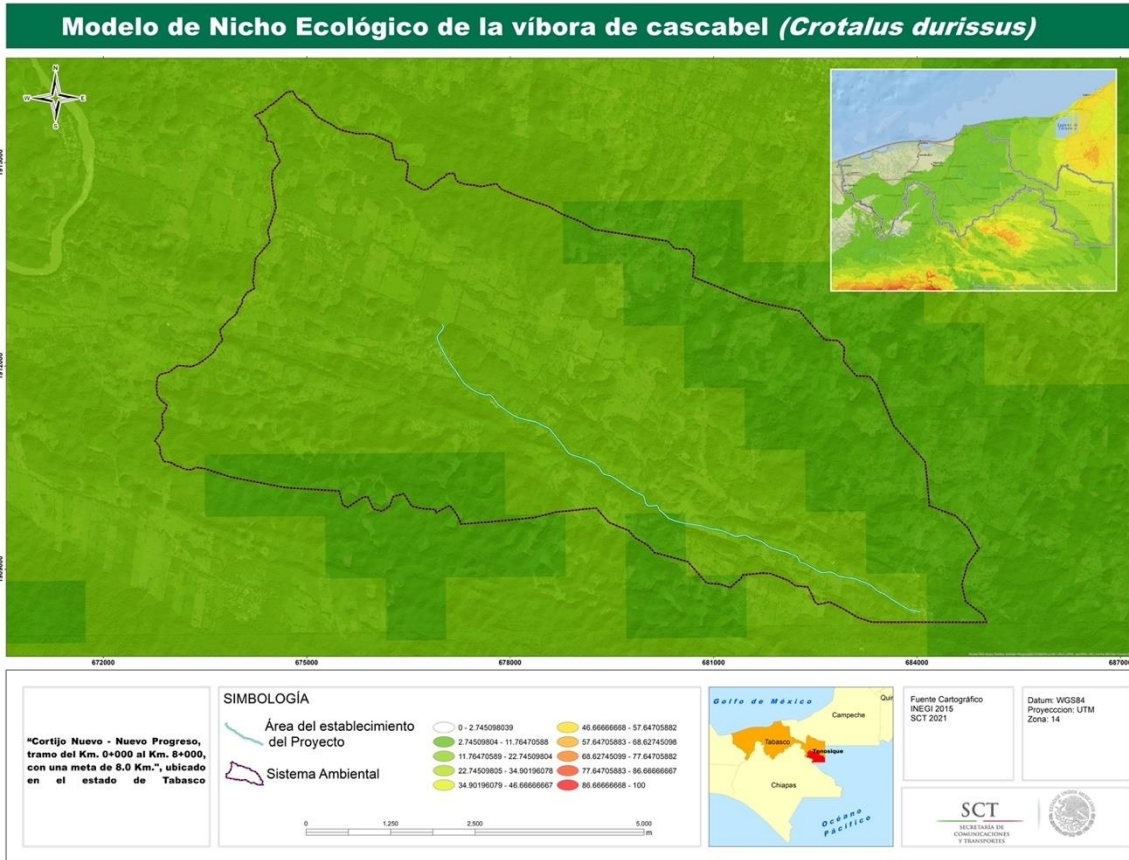 Modelo de Nicho Ecológico de la víbora de cascabel (Crotalus durissus)
N
W E
S
1912000
1909000
672000 675000 678000 681000 684000 687000
"Cortijo Nuevo - Nuevo Progreso,
tramo del Km. 0+000 al Km. 8+000,
con una meta de 8.0 Km.", ubicado
en el estado de Tabasco
SIMBOLOGÍA
Área del establecimiento
del Proyecto
Sistema Ambiental
0 - 2.745098039
2.74509804 - 11.76470588
11.76470589 - 22.74509804
22.74509805 - 34.90196078
34.90196079 - 46.66666667
46.66666668 - 57.64705882
57.64705883 - 68.62745098
68.62745099 - 77.64705882
77.64705883 - 86.66666667
86.66666668 - 100
0 1,250 2,500 5,000
m
Golfo de México
Quin
Campeche
Tabasco
Tenosique
Chiapas
Océano
Pácifico
Fuente Cartográfico
INEGI 2015
SCT 2021
Datum: WGS84
Proyecccion: UTM
Zona: 14
SCT
SECRETARÍA DE
COMUNICACIONES
Y TRANSPORTES